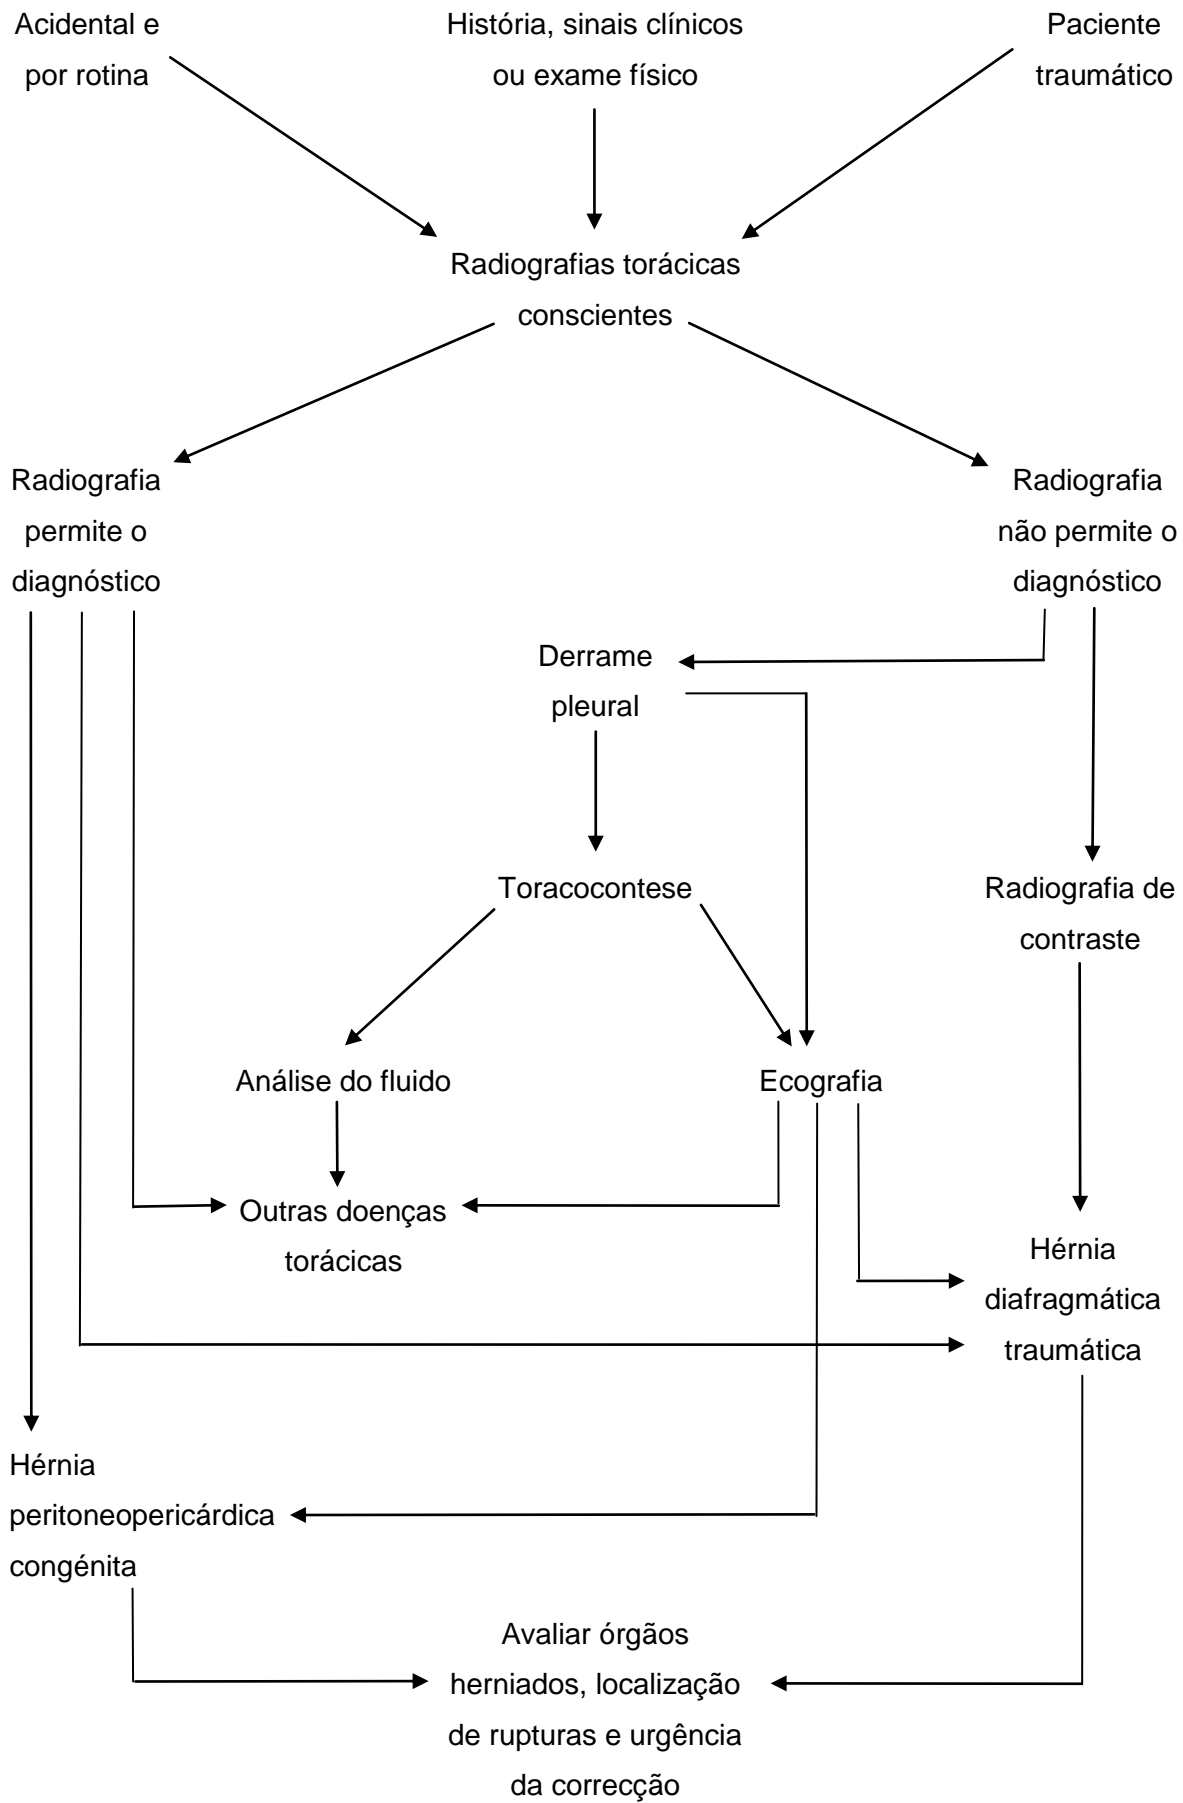 Acidental e
por rotina
História, sinais clínicos
ou exame físico
Paciente
traumático
Radiografias torácicas
conscientes
Radiografia
permite o
diagnóstico
Radiografia
não permite o
diagnóstico
Derrame
pleural
Toracocontese
Radiografia de
contraste
Análise do fluido
Ecografia
Outras doenças
torácicas
Hérnia
diafragmática
traumática
Hérnia
peritoneopericárdica
congénita
Avaliar órgãos
herniados, localização
de rupturas e urgência
da correcção